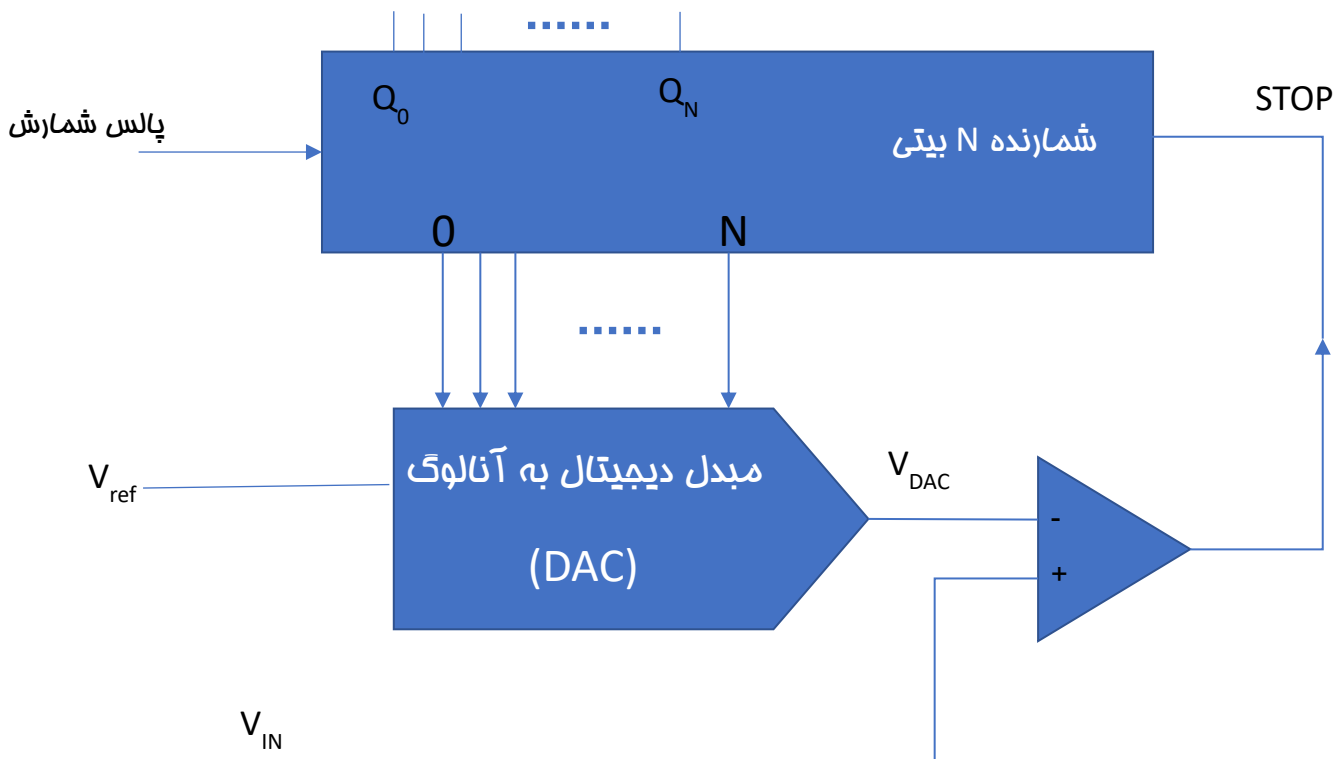 ......
Q0
QN
STOP
پالس شمارش
شمارنده N بیتی
0
N
......
مبدل دیجیتال به آنالوگ
VDAC
Vref
-
(DAC)
+
VIN